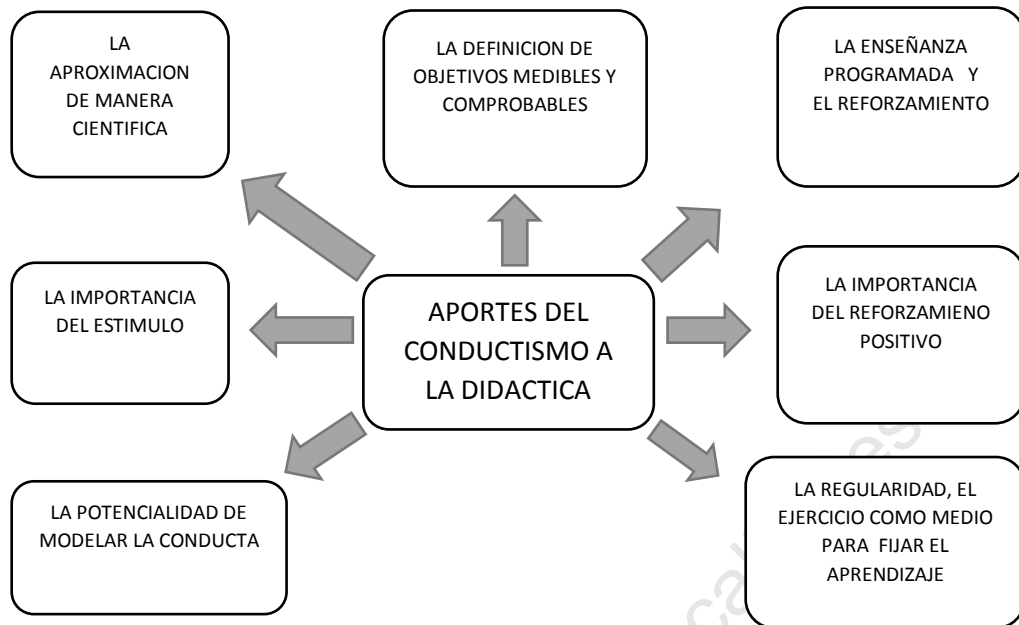 LA
APROXIMACION
DE MANERA
CIENTIFICA
LA DEFINICION DE
OBJETIVOS MEDIBLES Y
COMPROBABLES
LA ENSEÑANZA
PROGRAMADA Y
EL REFORZAMIENTO
LA IMPORTANCIA
DEL ESTIMULO
APORTES DEL
CONDUCTISMO A
LA DIDACTICA
LA IMPORTANCIA
DEL REFORZAMIENO
POSITIVO
LA POTENCIALIDAD DE
MODELAR LA CONDUCTA
LA REGULARIDAD, EL
EJERCICIO COMO MEDIO
PARA FIJAR EL
APRENDIZAJE